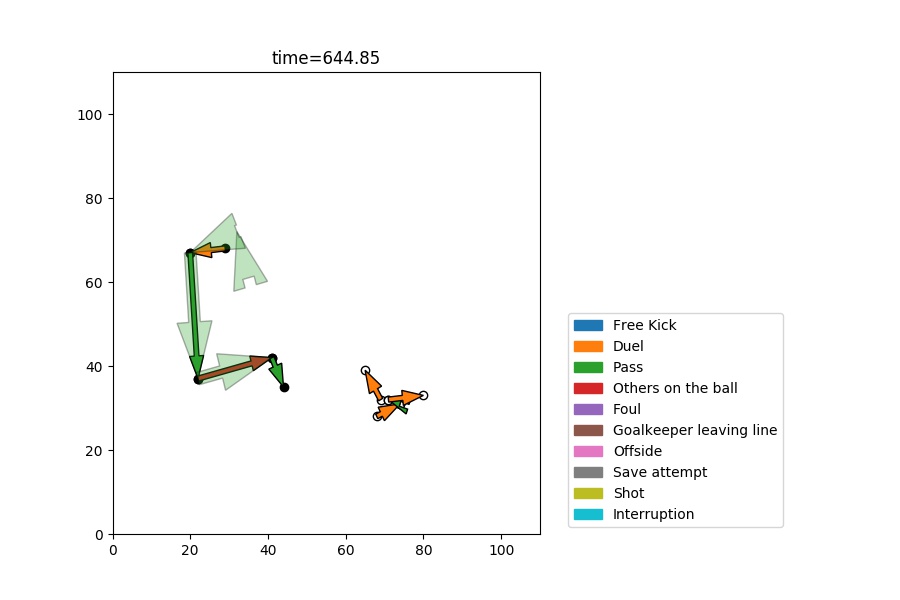 time=644.85
100
80
60
40
20
0
0 20 40 60 80 100
Free Kick
Duel
Pass
Others on the ball
Foul
Goalkeeper leaving line
Offside
Save attempt
Shot
Interruption